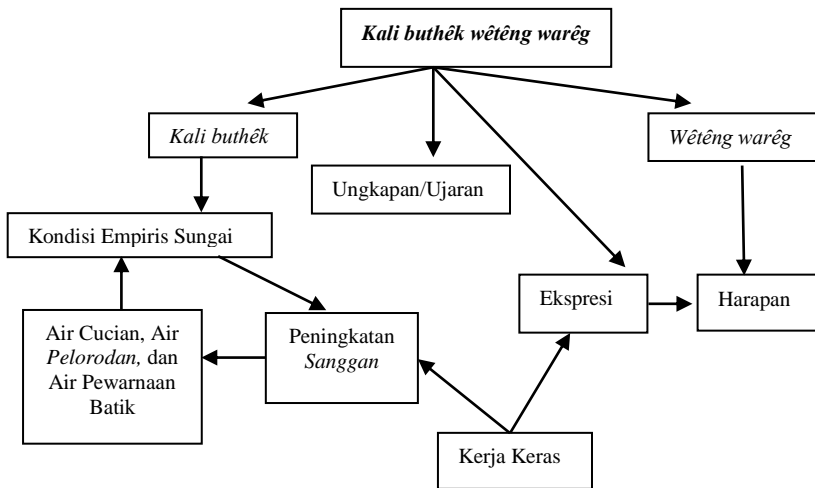 Kali buthêk wêtêng warêg
Kali buthêk
Wêtêng warêg
Ungkapan/Ujaran
Kondisi Empiris Sungai
Ekspresi
Harapan
Air Cucian, Air
Pelorodan, dan
Air Pewarnaan
Batik
Peningkatan
Sanggan
Kerja Keras